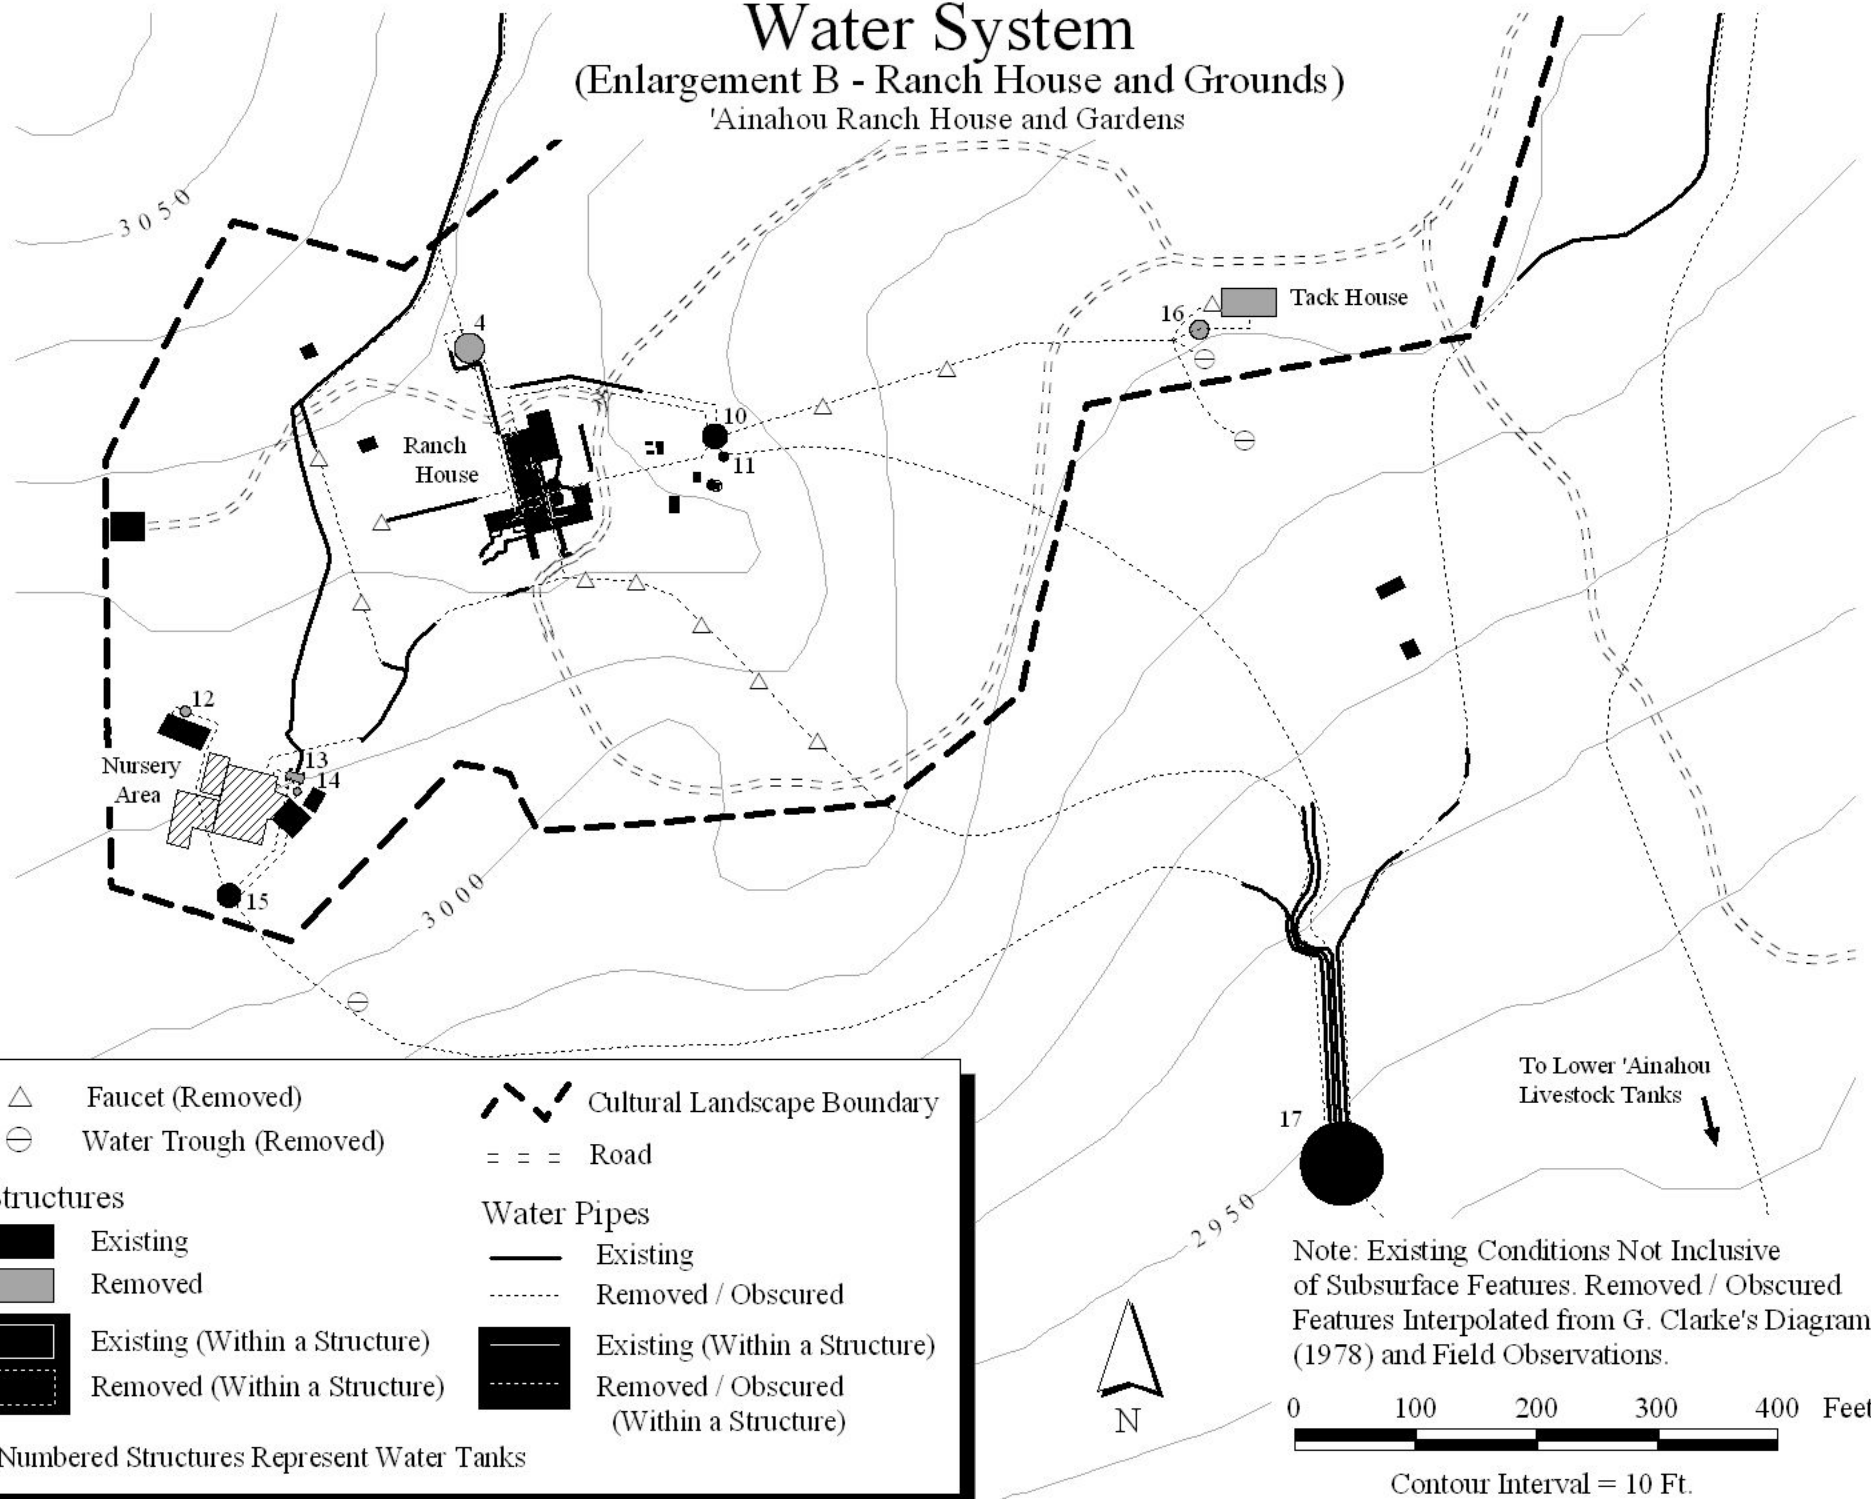 Water System
(Enlargement B - Ranch House and Grounds)
'Ainahou Ranch House and Gardens
3050
4
16
Tack House
10
Ranch
House
11
12
Nursery
Area
13
14
15
3000
17
To Lower 'Ainahou
Livestock Tanks
2950
Faucet (Removed)
Water Trough (Removed)
Existing
Removed
Existing (Within a Structure)
Removed (Within a Structure)
Numbered Structures Represent Water Tanks
Cultural Landscape Boundary
Road
Water Pipes
Existing
Removed / Obscured
Existing (Within a Structure)
Removed / Obscured
(Within a Structure)
N
Note: Existing Conditions Not Inclusive
of Subsurface Features. Removed / Obscured
Features Interpolated from G. Clarke's Diagram
(1978) and Field Observations.
0 100 200 300 400 Feet
Contour Interval = 10 Ft.